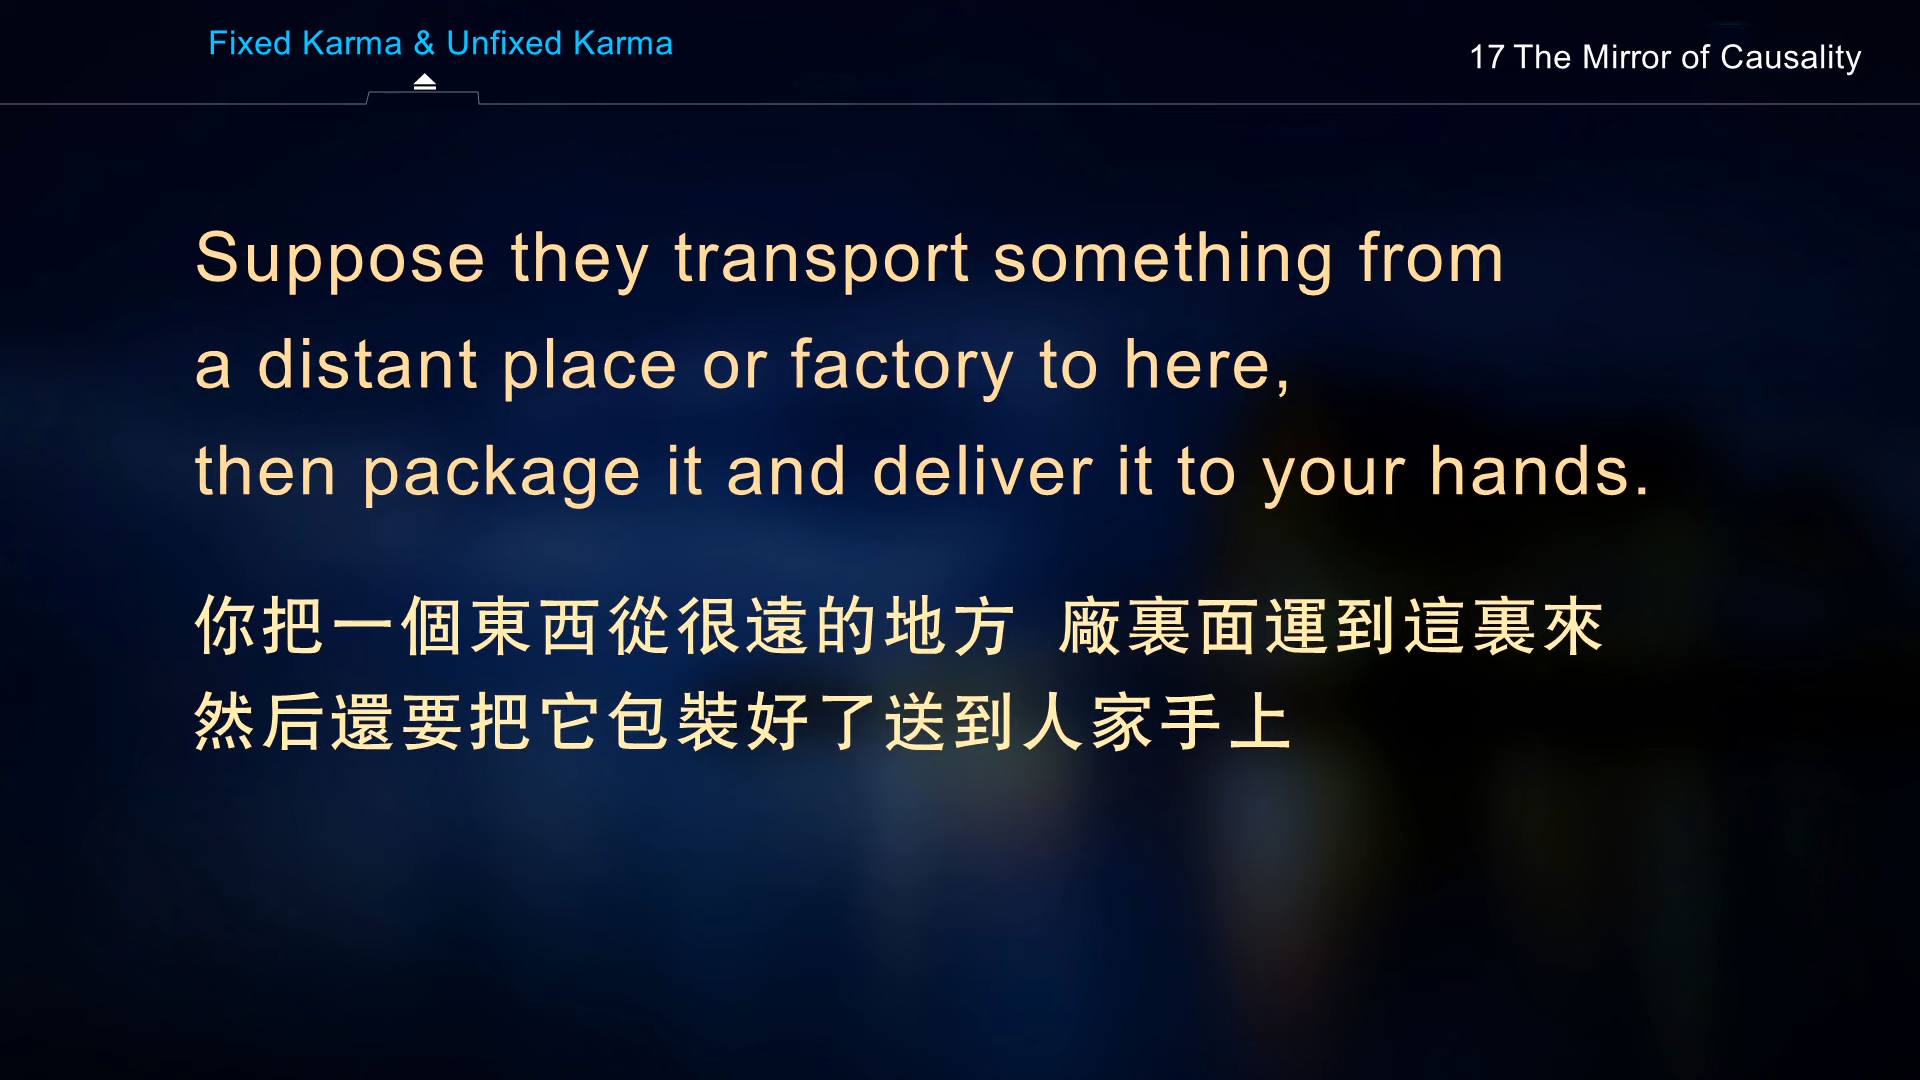 Fixed Karma & Unfixed Karma
17 The Mirror of Causality
Suppose they transport something from
a distant place or factory to here,
then package it and deliver it to your hands.
你把一個東西從很遠的地方 廠裏面運到這裏來
然后還要把它包裝好了送到人家手上